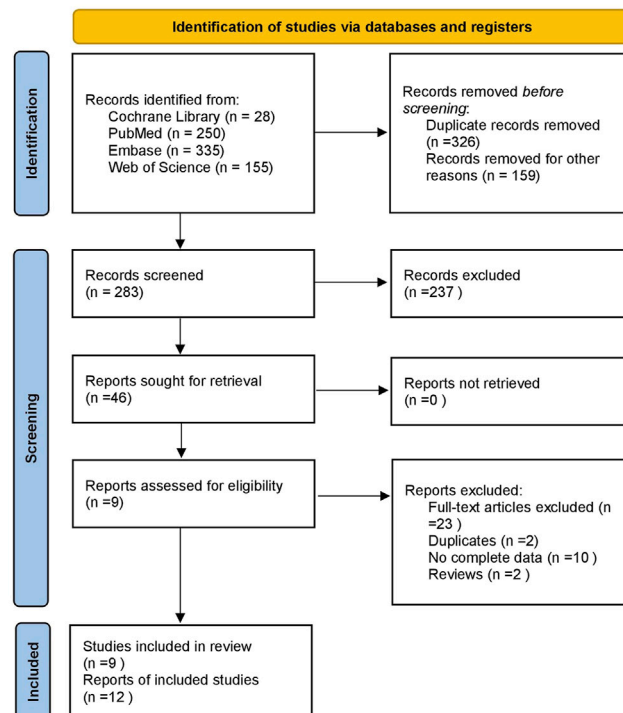 Identification of studies via databases and registers
Identification
Records identified from:
Cochrane Library (n = 28)
PubMed (n = 250)
Embase (n = 335)
Web of Science (n = 155)
Records removed before
screening:
Duplicate records removed
(n =326)
Records removed for other
reasons (n = 159)
Screening
Records screened
(n = 283)
Records excluded
(n =237 )
Reports sought for retrieval
(n =46)
Reports not retrieved
(n =0 )
Reports assessed for eligibility
(n =9)
Reports excluded:
Full-text articles excluded (n
=23 )
Duplicates (n =2)
No complete data (n =10 )
Reviews (n =2 )
Included
Studies included in review
(n =9 )
Reports of included studies
(n =12 )